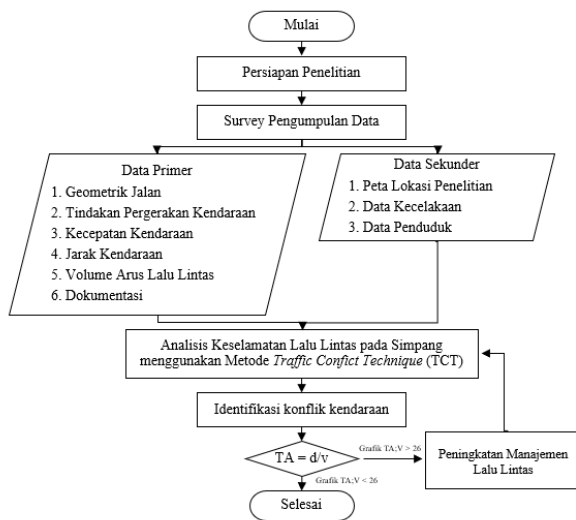 Mulai
Persiapan Penelitian
Survey Pengumpulan Data
Data Primer
1. Geometrik Jalan
2. Tindakan Pergerakan Kendaraan
3. Kecepatan Kendaraan
4. Jarak Kendaraan
5. Volume Arus Lalu Lintas
6. Dokumentasi
Data Sekunder
1. Peta Lokasi Penelitian
2. Data Kecelakaan
3. Data Penduduk
Analisis Keselamatan Lalu Lintas pada Simpang
menggunakan Metode Traffic Confict Technique (TCT)
Identifikasi konflik kendaraan
TA = d/v
Grafik TA;V > 26
Peningkatan Manajemen
Lalu Lintas
Grafik TA;V < 26
Selesai